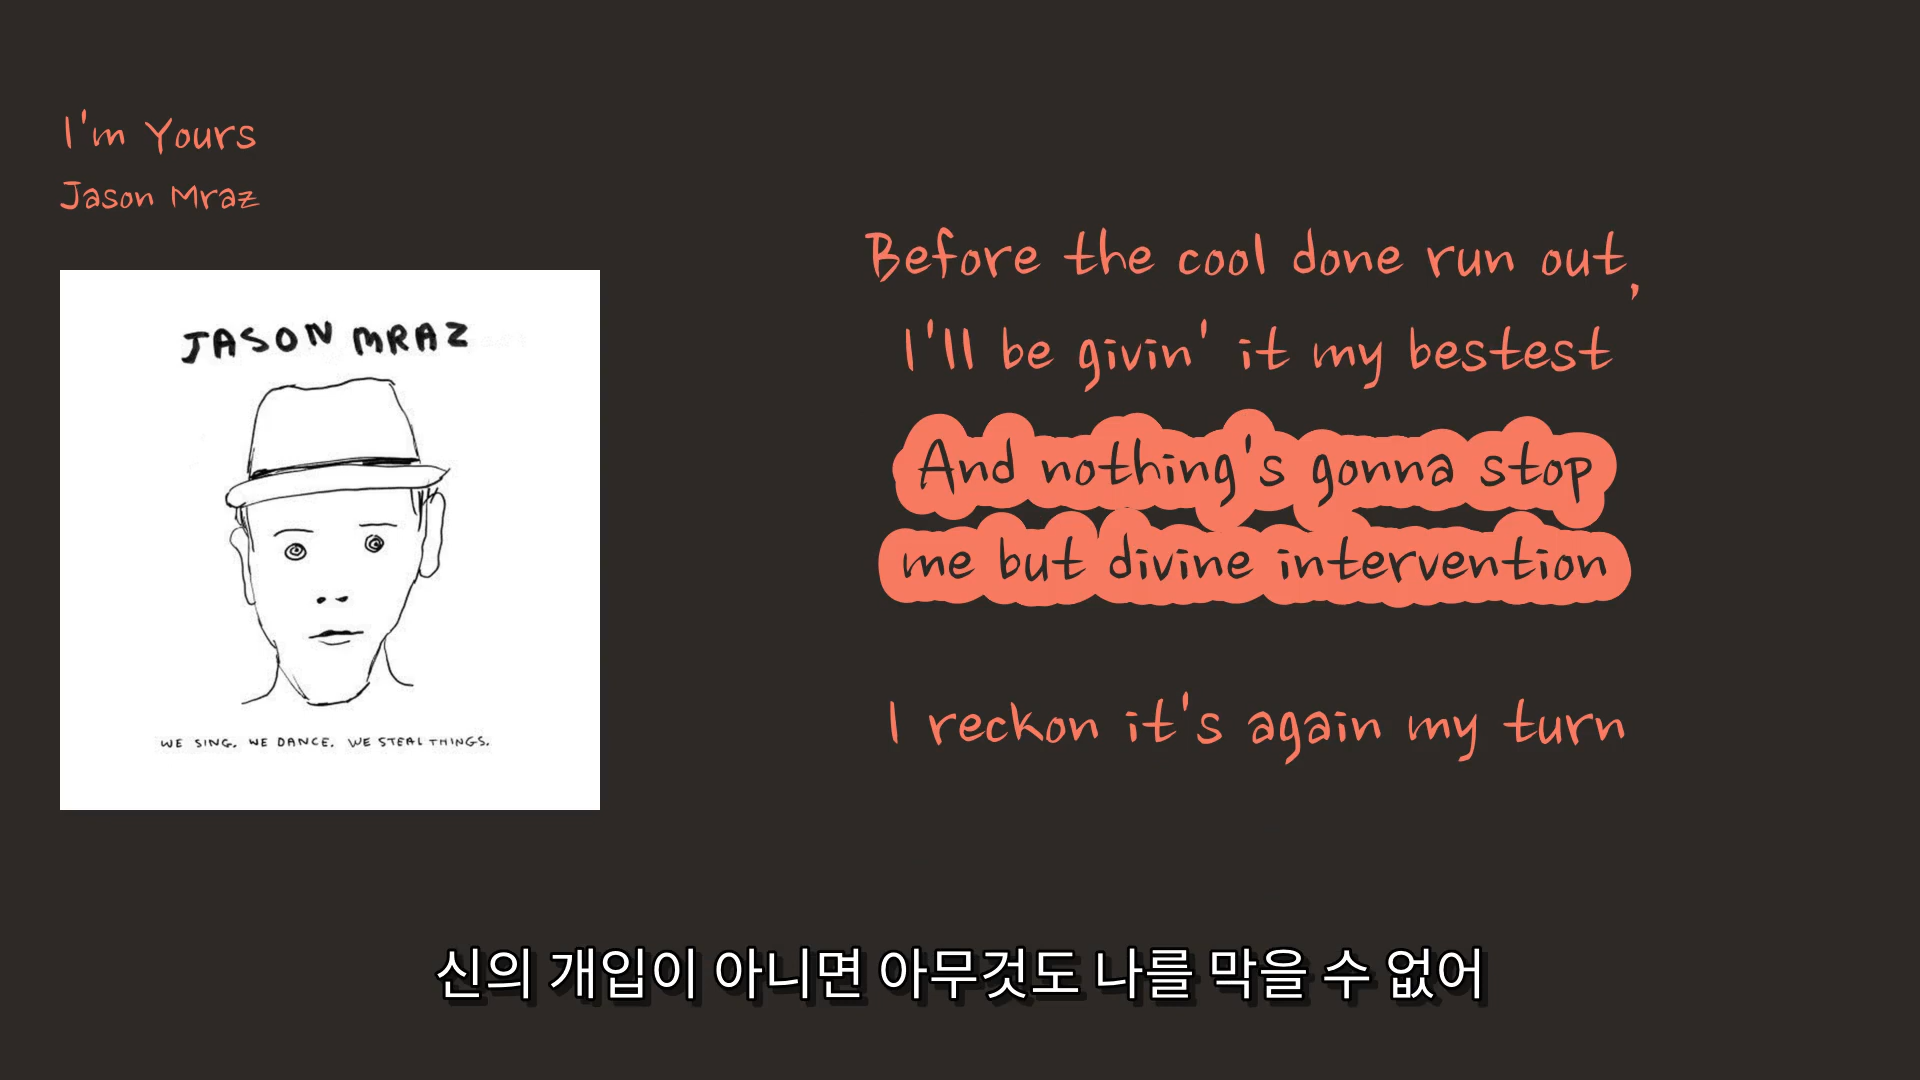 I'm Yours
Jason Mraz
JASON MRAZ
WE SING. WE DANCE. WE STEAL THINGS.
Before the cool done run out,
I'll be givin' it my bestest
And nothing's gonna stop
me but divine intervention
I reckon it's again my turn
신의 개입이 아니면 아무것도 나를 막을 수 없어